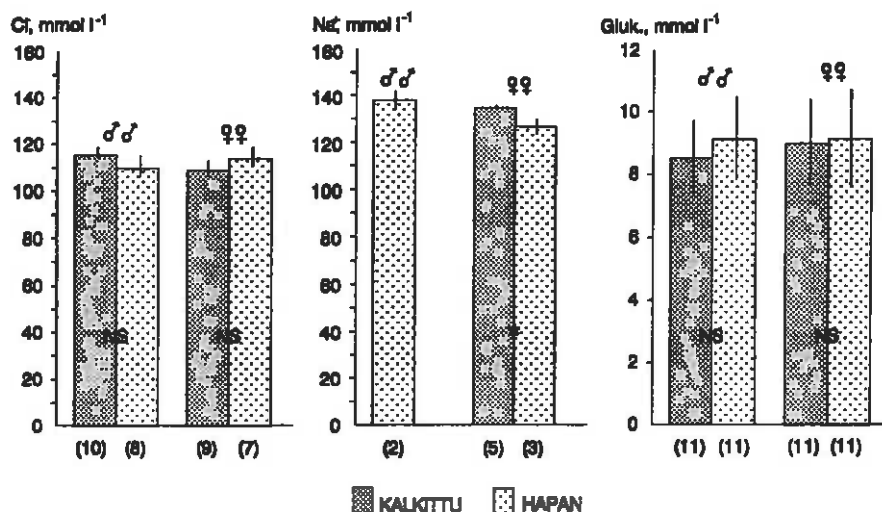 Cl⁻, mmol l⁻¹
160
140
120
100
80
60
40
20
0
♂♂
♀♀
NS
NS
(10) (8) (9) (7)
Na⁺, mmol l⁻¹
160
140
120
100
80
60
40
20
0
♂♂
♀♀
*
(2) (5) (3)
Gluk., mmol l⁻¹
12
10
8
6
4
2
0
♂♂
♀♀
NS
NS
(11) (11) (11) (11)
KALKITTU HAPAN